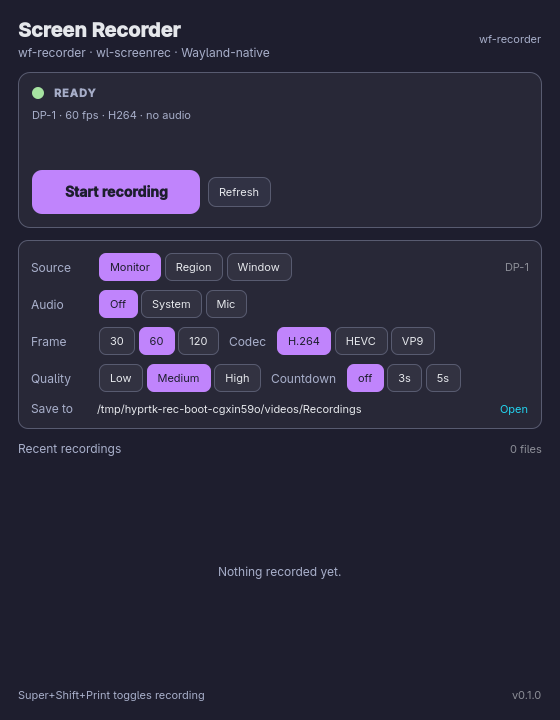 Screen Recorder
wf-recorder · wl-screenrec · Wayland-native
wf-recorder
READY
DP-1 · 60 fps · H264 · no audio
Start recording Refresh
Source Monitor Region Window DP-1
Audio Off System Mic
Frame 30 60 120 Codec H.264 HEVC VP9
Quality Low Medium High Countdown off 3s 5s
Save to /tmp/hyprtk-rec-boot-cgxin59o/videos/Recordings Open
Recent recordings 0 files
Nothing recorded yet.
Super+Shift+Print toggles recording v0.1.0